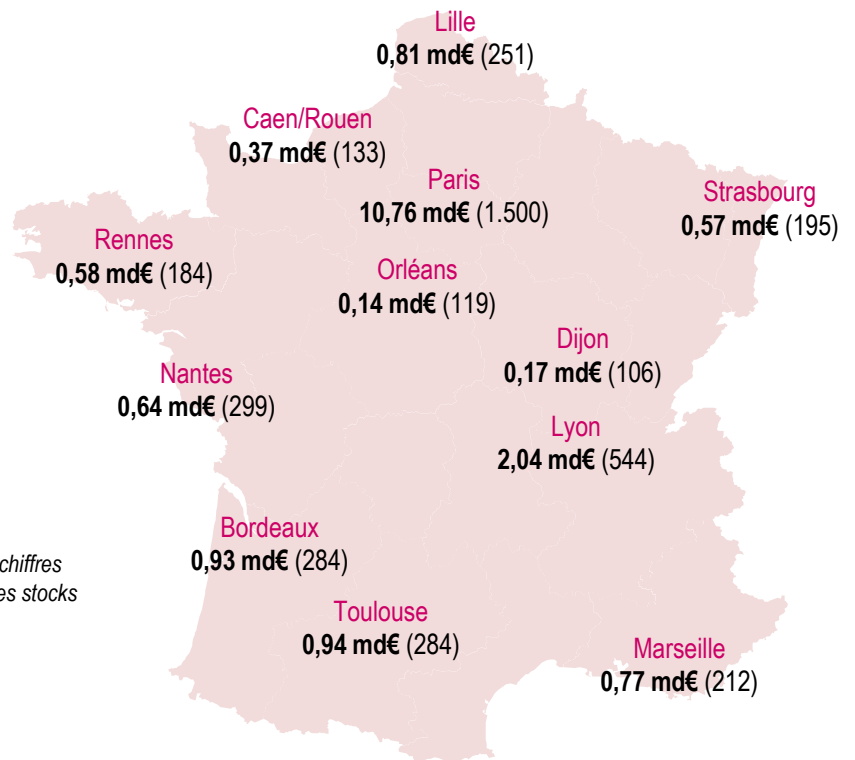 Lille
0,81 md€ (251)
Caen/Rouen
0,37 md€ (133)
Paris
10,76 md€ (1.500)
Strasbourg
0,57 md€ (195)
Rennes
0,58 md€ (184)
Orléans
0,14 md€ (119)
Dijon
0,17 md€ (106)
Nantes
0,64 md€ (299)
Lyon
2,04 md€ (544)
Bordeaux
0,93 md€ (284)
chiffres
es stocks
Toulouse
0,94 md€ (284)
Marseille
0,77 md€ (212)